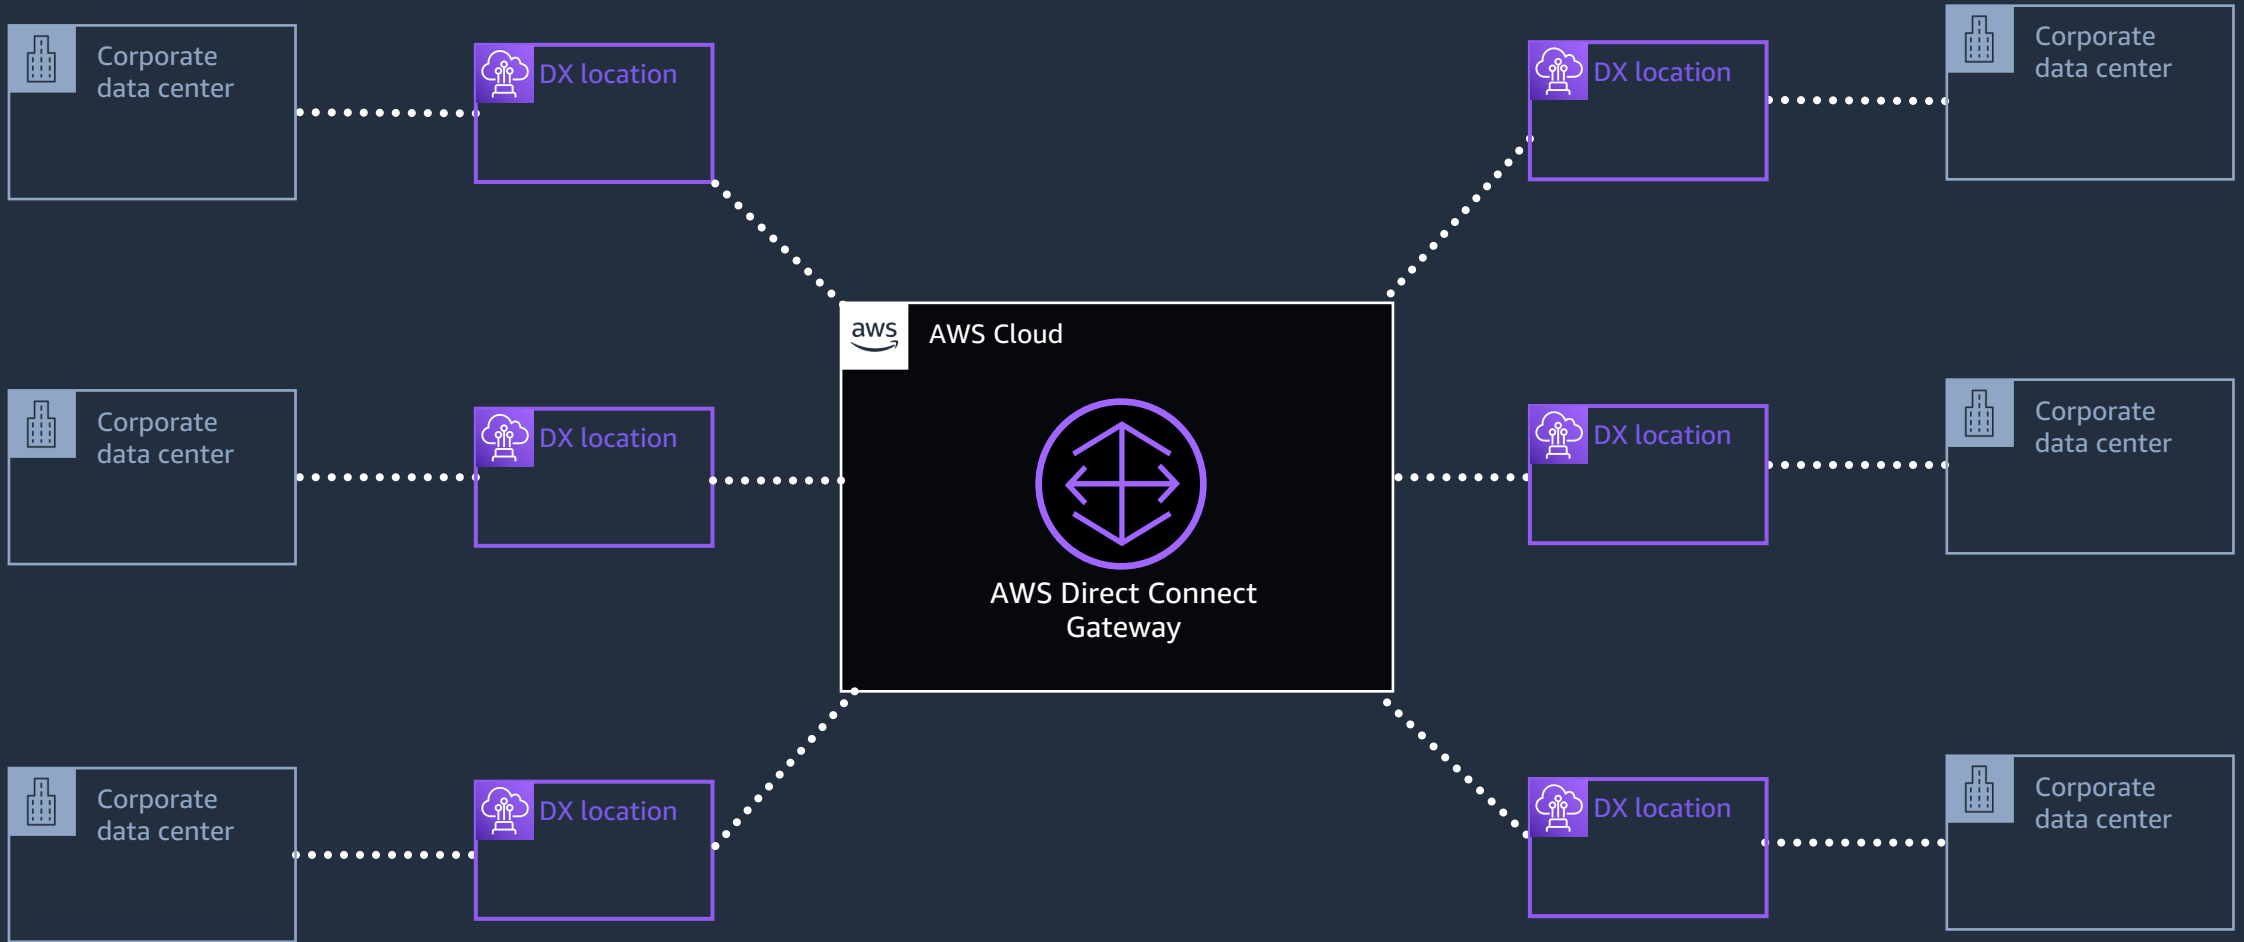 Corporate
data center
DX location
DX location
Corporate
data center
aws
AWS Cloud
Corporate
data center
DX location
DX location
Corporate
data center
AWS Direct Connect
Gateway
Corporate
data center
DX location
DX location
Corporate
data center